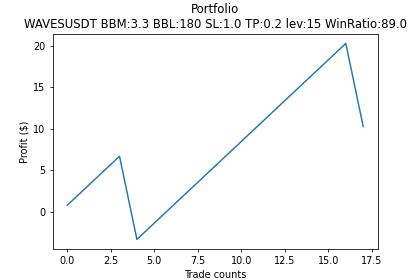 Portfolio
WAVESUSDT BBM:3.3 BBL:180 SL:1.0 TP:0.2 lev:15 WinRatio:89.0
20
15
10
5
0
Profit ($)
0.0 2.5 5.0 7.5 10.0 12.5 15.0 17.5
Trade counts